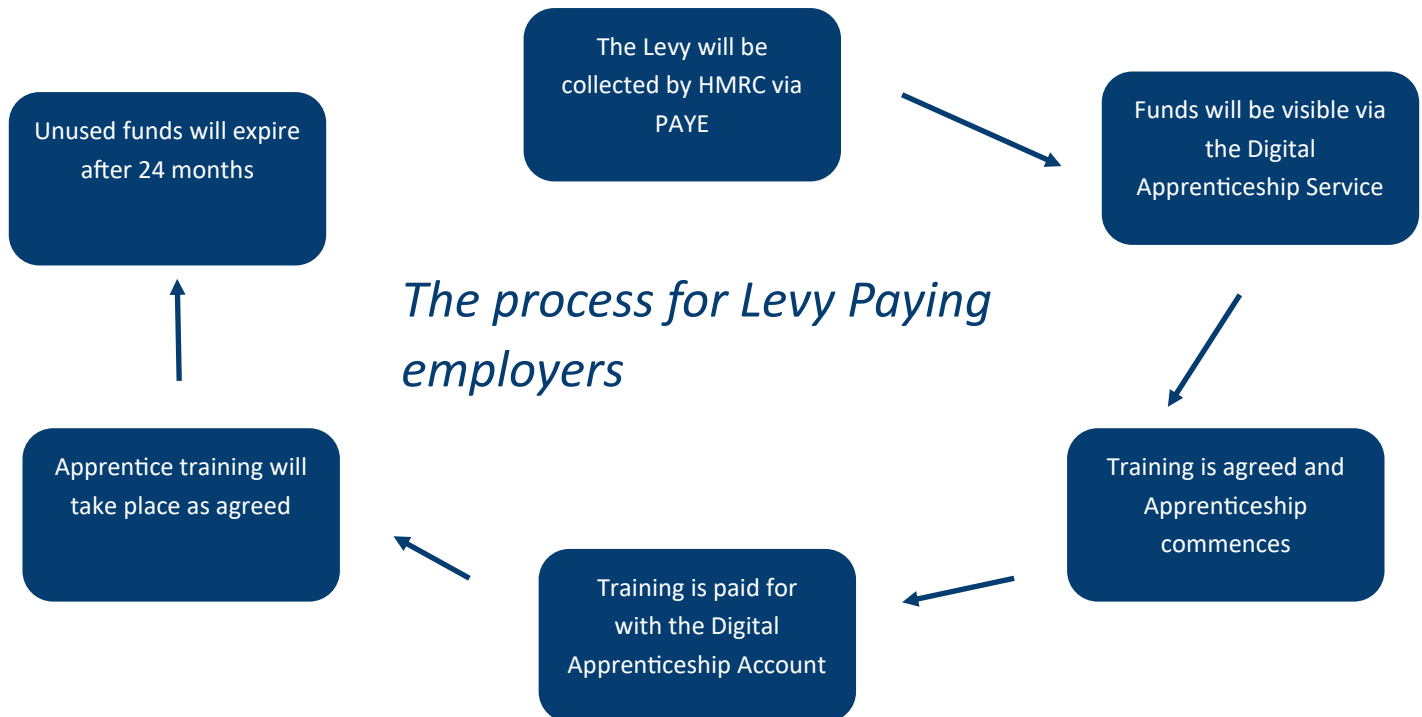 The Levy will be
collected by HMRC via
PAYE
Funds will be visible via
the Digital
Apprenticeship Service
Training is agreed and
Apprenticeship
commences
Training is paid for
with the Digital
Apprenticeship Account
Apprentice training will
take place as agreed
Unused funds will expire
after 24 months
The process for Levy Paying
employers